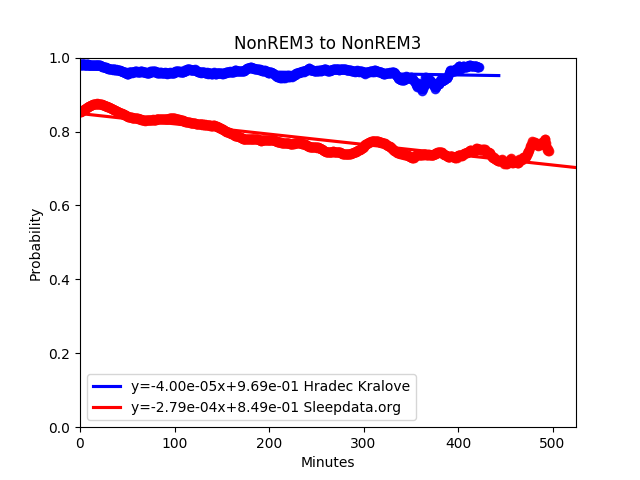 NonREM3 to NonREM3
1.0
0.8
0.6
0.4
0.2
0.0
Probability
y=-4.00e-05x+9.69e-01 Hradec Kralove
y=-2.79e-04x+8.49e-01 Sleepdata.org
0 100 200 300 400 500
Minutes